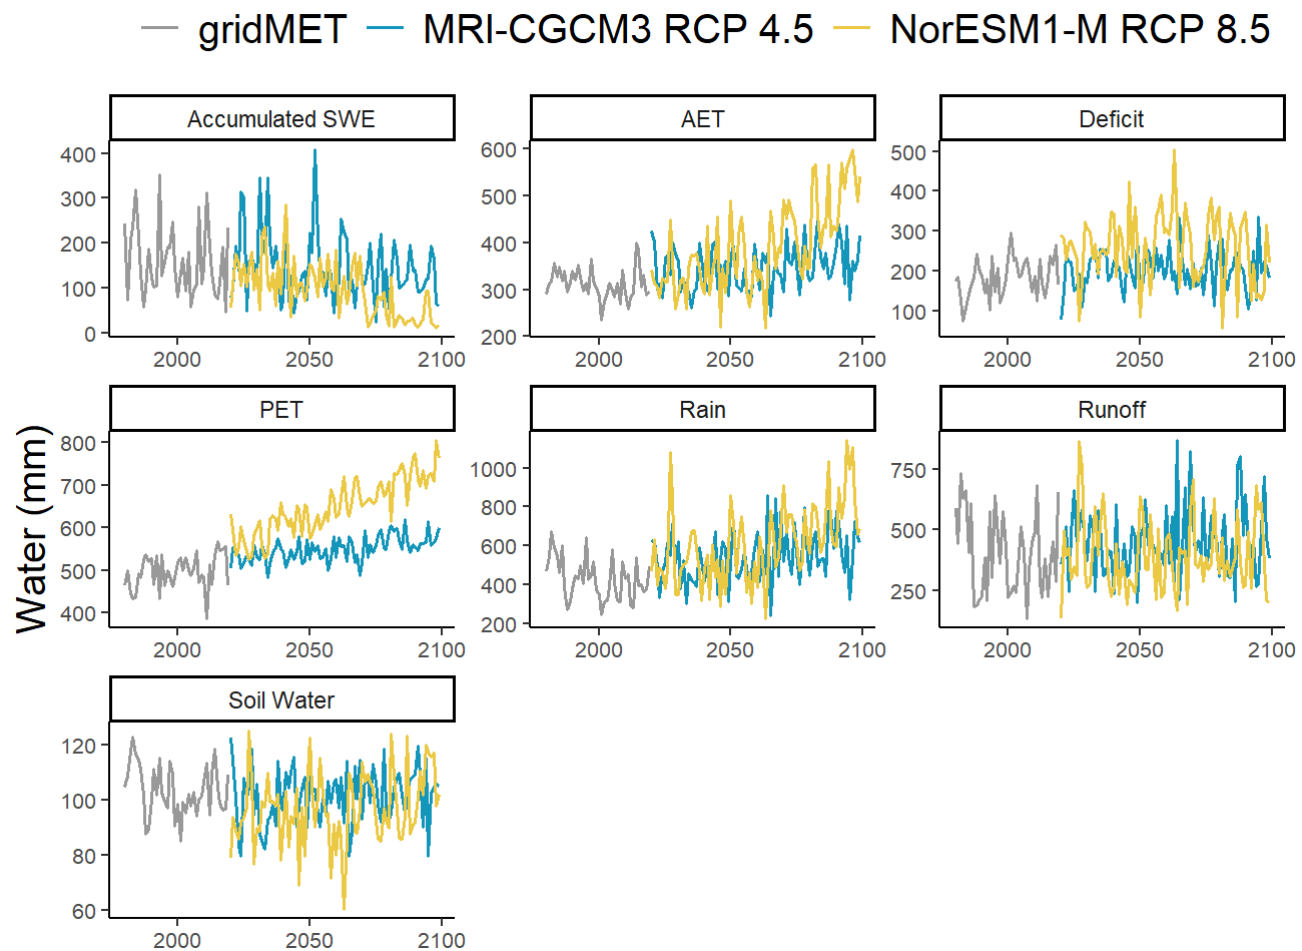 gridMET MRI-CGCM3 RCP 4.5 NorESM1-M RCP 8.5
Accumulated SWE AET Deficit
400
300
200
100
0
2000 2050 2100
600
500
400
300
200
2000 2050 2100
500
400
300
200
100
2000 2050 2100
Water (mm)
PET Rain Runoff
800
700
600
500
400
2000 2050 2100
1000
800
600
400
200
2000 2050 2100
750
500
250
2000 2050 2100
Soil Water
120
100
80
60
2000 2050 2100